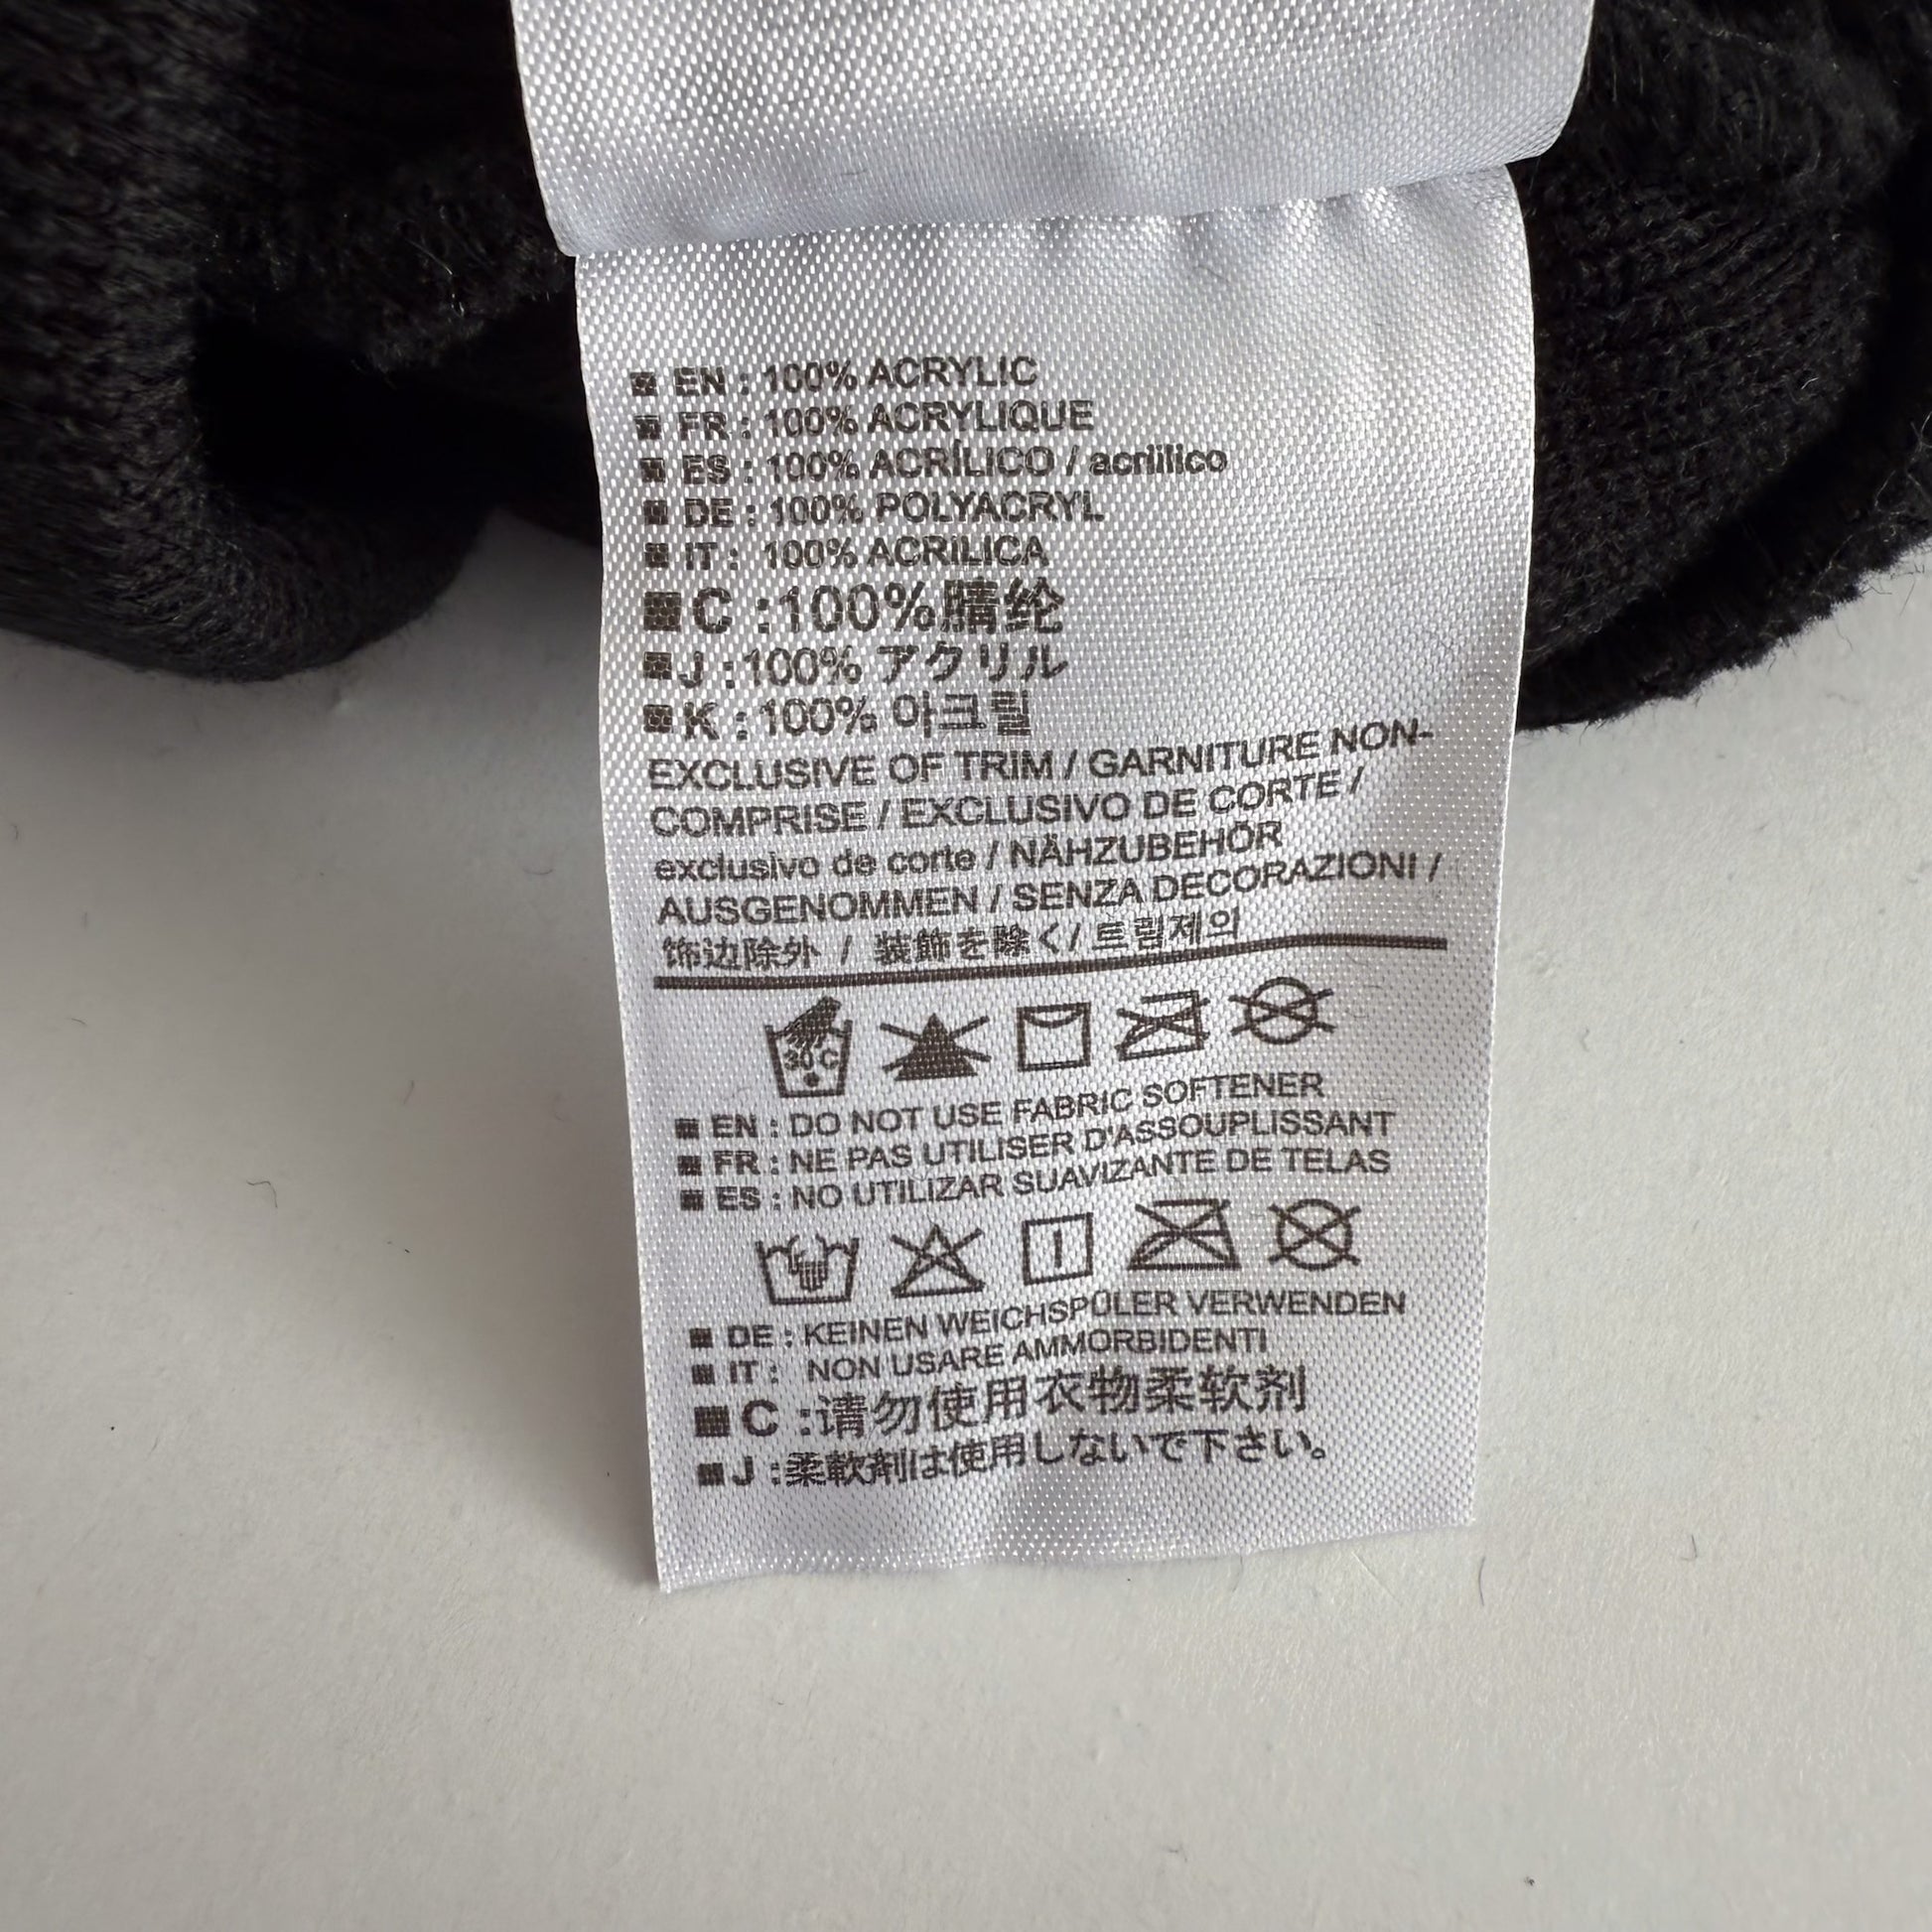 ■ EN : 100% ACRYLIC
■ FR : 100% ACRYLIQUE
■ ES : 100% ACRÍLICO / acrílico
■ DE : 100% POLYACRYL
■ IT : 100% ACRILICA
■ C :100%腈纶
■ J :100% アクリル
■ K : 100% 아크릴
EXCLUSIVE OF TRIM / GARNITURE NON-
COMPRISE / EXCLUSIVO DE CORTE /
exclusivo de corte / NÄHZUBEHÖR
AUSGENOMMEN / SENZA DECORAZIONI /
饰边除外 / 装飾を除く/ 트림제의
30°C
■ EN : DO NOT USE FABRIC SOFTENER
■ FR : NE PAS UTILISER D'ASSOUPLISSANT
■ ES : NO UTILIZAR SUAVIZANTE DE TELAS
■ DE : KEINEN WEICHSPÜLER VERWENDEN
■ IT : NON USARE AMMORBIDENTI
■ C :请勿使用衣物柔软剂
■ J :柔軟剤は使用しないで下さい。